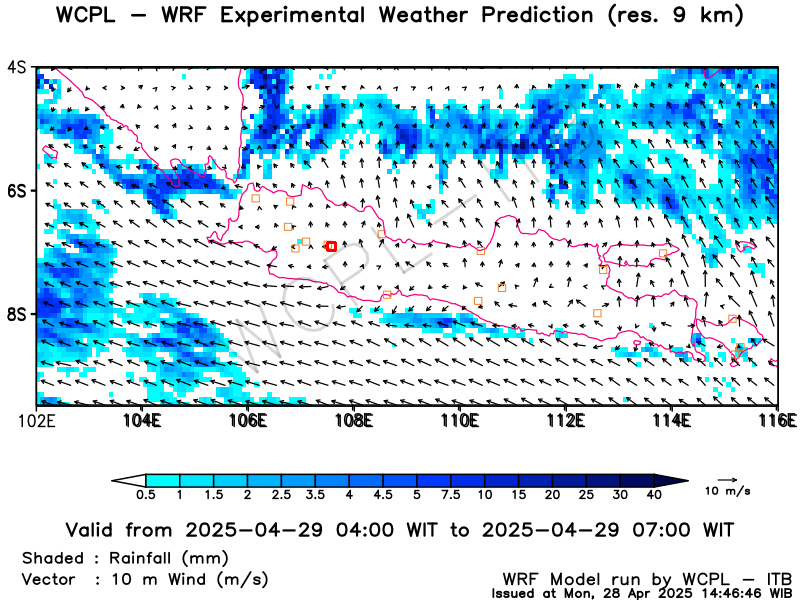 WCPL – WRF Experimental Weather Prediction (res. 9 km)
4S
6S
8S
102E 104E 106E 108E 110E 112E 114E 116E
WCPL-ITB
0.5 1 1.5 2 2.5 3.5 4 4.5 5 7.5 10 15 20 25 30 40
10 m/s
Valid from 2025-04-29 04:00 WIT to 2025-04-29 07:00 WIT
Shaded : Rainfall (mm)
Vector : 10 m Wind (m/s)
WRF Model run by WCPL – ITB
Issued at Mon, 28 Apr 2025 14:46:46 WIB